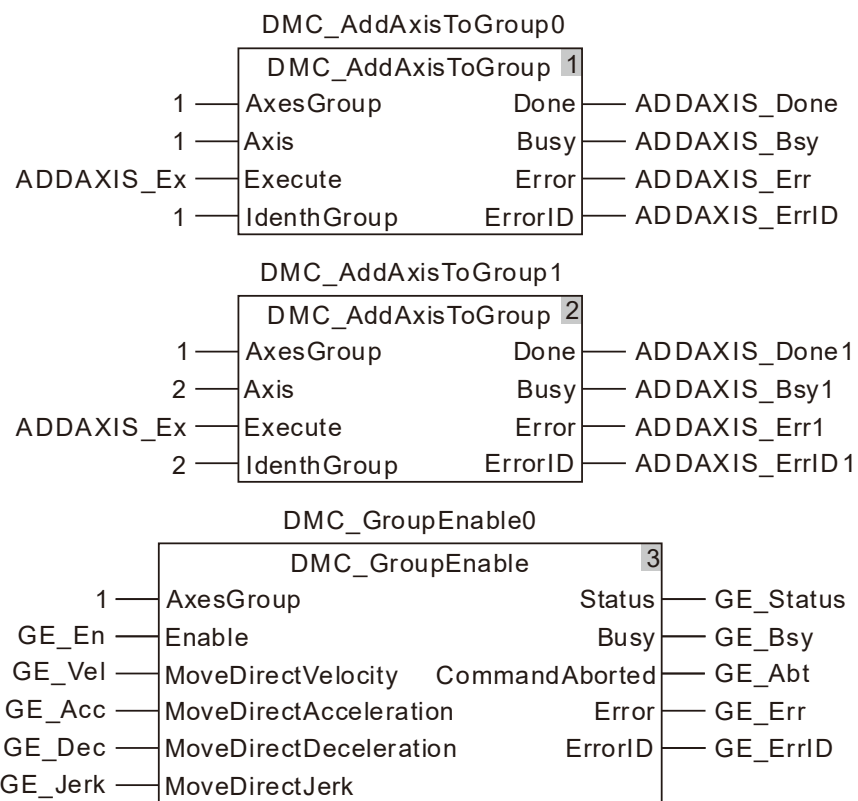 DMC_AddAxisToGroup0
DMC_AddAxisToGroup 1
1 AxesGroup Done ADDAXIS_Done
1 Axis Busy ADDAXIS_Bsy
ADDAXIS_Ex Execute Error ADDAXIS_Err
1 IdenthGroup ErrorID ADDAXIS_ErrID
DMC_AddAxisToGroup1
DMC_AddAxisToGroup 2
1 AxesGroup Done ADDAXIS_Done1
2 Axis Busy ADDAXIS_Bsy1
ADDAXIS_Ex Execute Error ADDAXIS_Err1
2 IdenthGroup ErrorID ADDAXIS_ErrID1
DMC_GroupEnable0
DMC_GroupEnable 3
1 AxesGroup Status GE_Status
GE_En Enable Busy GE_Bsy
GE_Vel MoveDirectVelocity CommandAborted GE_Abt
GE_Acc MoveDirectAcceleration Error GE_Err
GE_Dec MoveDirectDeceleration ErrorID GE_ErrID
GE_Jerk MoveDirectJerk